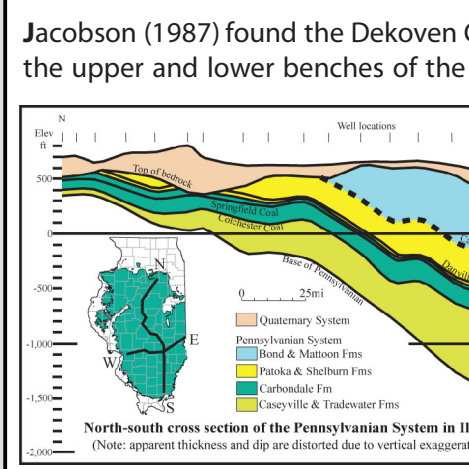 Jacobson (1987) found the Dekoven
the upper and lower benches of the
N
Elev
ft
Well locations
500
0
-500
-1,000
-1,500
-2,000
Top of bedrock
Springfield Coal
Colchester Coal
Base of Pennsylvanian
Danville
N
W
E
S
0 25mi
Quaternary System
Pennsylvanian System
Bond & Mattoon Fms
Patoka & Shelburn Fms
Carbondale Fm
Caseyville & Tradewater Fms
North-south cross section of the Pennsylvanian System in Il
(Note: apparent thickness and dip are distorted due to vertical exaggerat